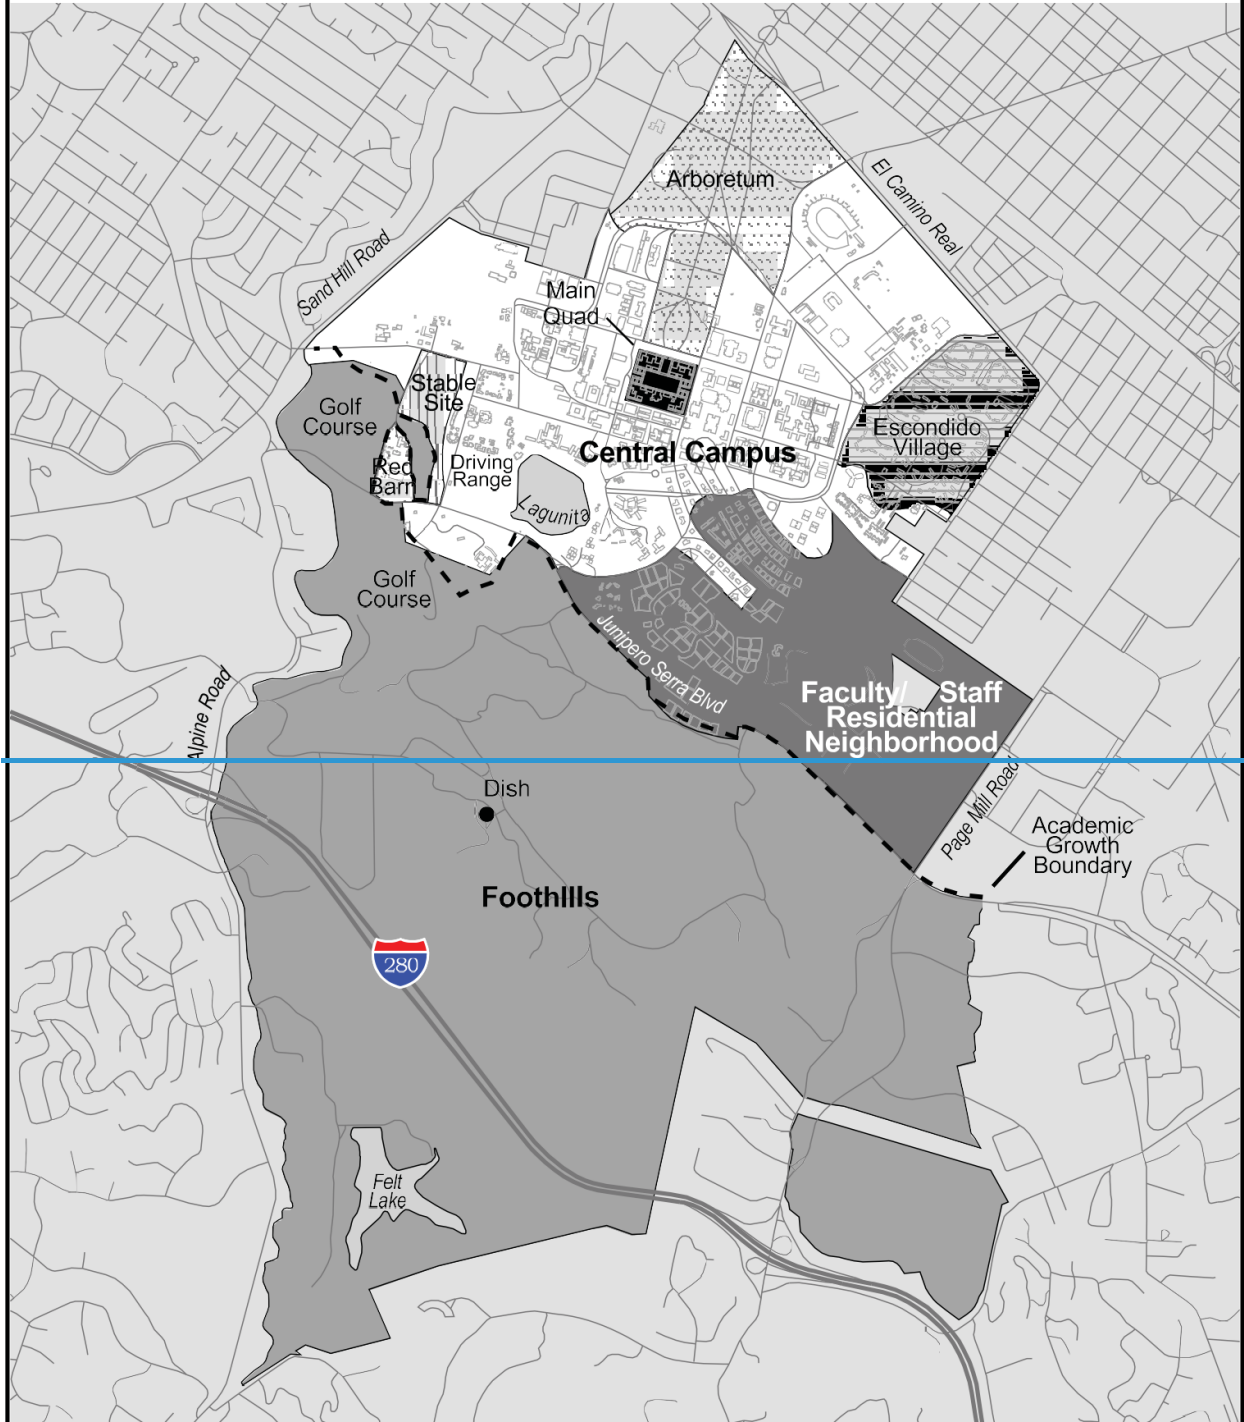 Arboretum
El Camino Real
Sand Hill Road
Main
Quad
Stable
Site
Golf
Course
Escondido
Village
Central Campus
Red
Barn
Driving
Range
Lagunita
Golf
Course
Junipero Serra Blvd
Alpine Road
Faculty/ Staff
Residential
Neighborhood
Page Mill Road
Dish
Academic
Growth
Boundary
Foothills
280
Felt
Lake